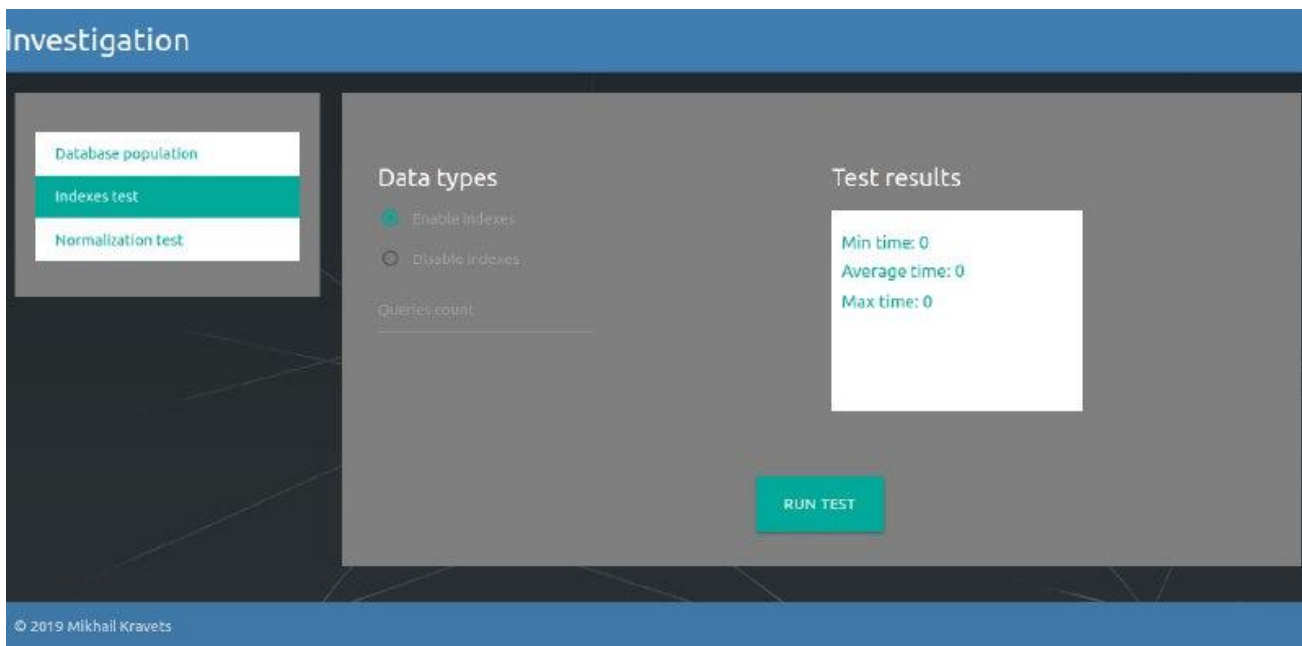 Investigation
Database population
Indexes test
Normalization test
Data types
Enable indexes
Disable indexes
Queries count
Test results
Min time: 0
Average time: 0
Max time: 0
RUN TEST
© 2019 Mikhail Kravets